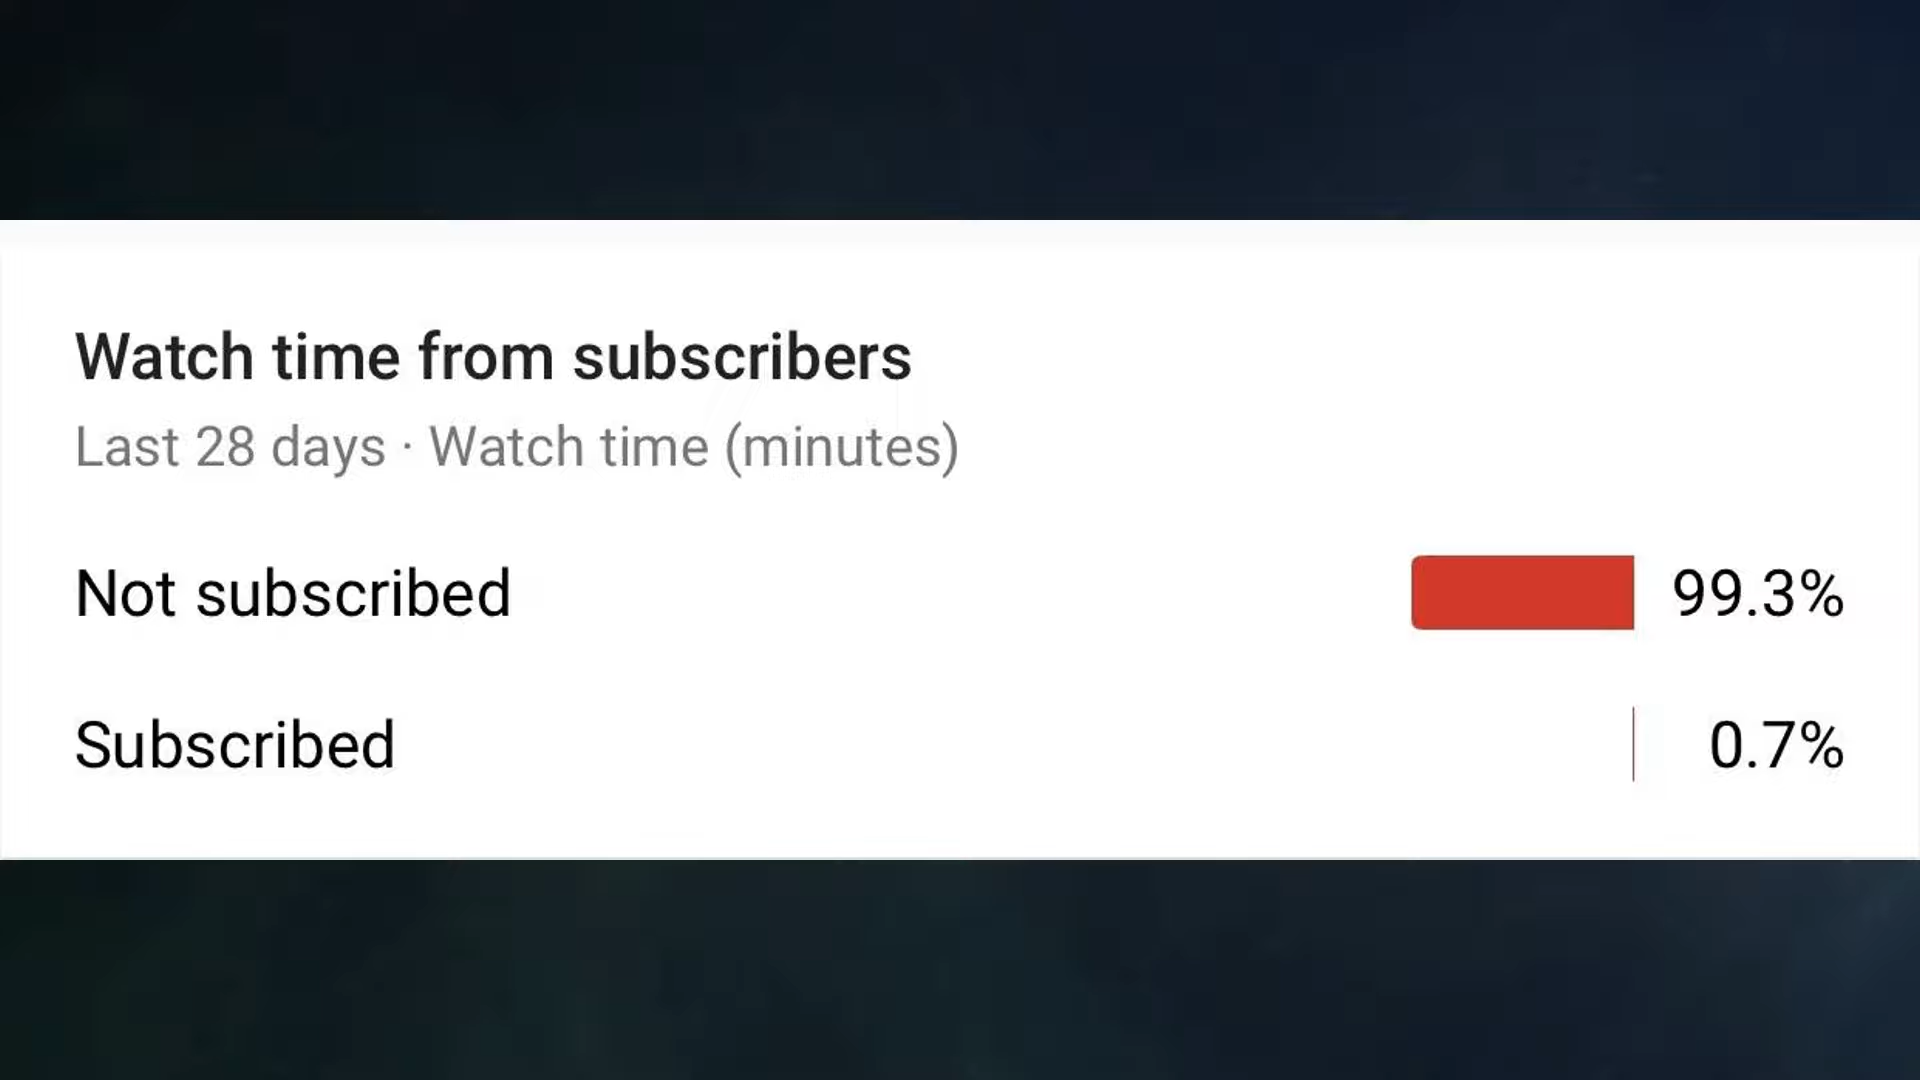 Watch time from subscribers
Last 28 days · Watch time (minutes)
Not subscribed 99.3%
Subscribed 0.7%